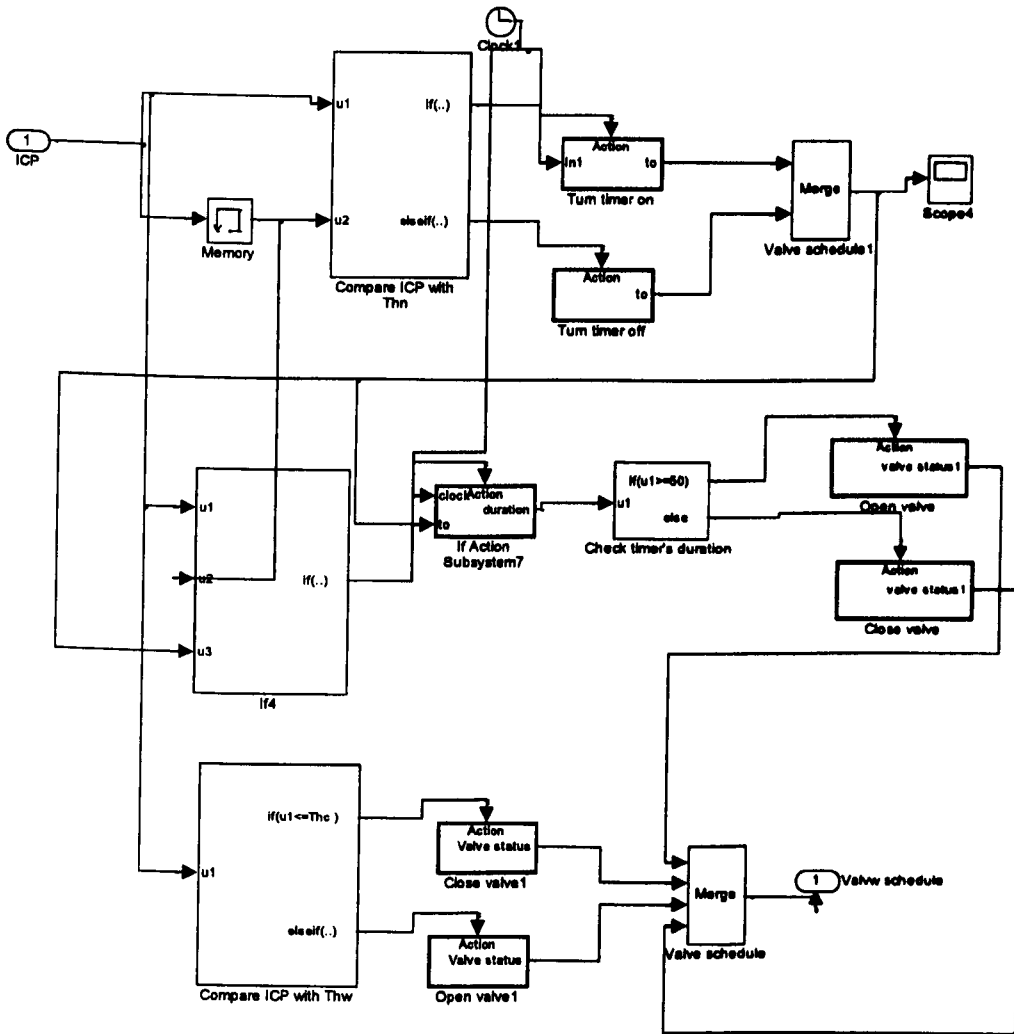 Clock1
u1
If(..)
1
ICP
Action
In1
to
Turn timer on
Merge
Valve schedule1
Scope4
Memory
u2
elseif(..)
Compare ICP with
Thn
Action
to
Turn timer off
u1
u2
u3
If(..)
If4
Action
clock
duration
to
If Action
Subsystem7
If(u1>=50)
u1
else
Check timer's duration
Action
valve status1
Open valve
Action
valve status1
Close valve
if(u1<=Thc )
u1
elseif(..)
Compare ICP with Thw
Action
Valve status
Close valve1
Action
Valve status
Open valve1
Merge
Valve schedule
1
Valvw schedule